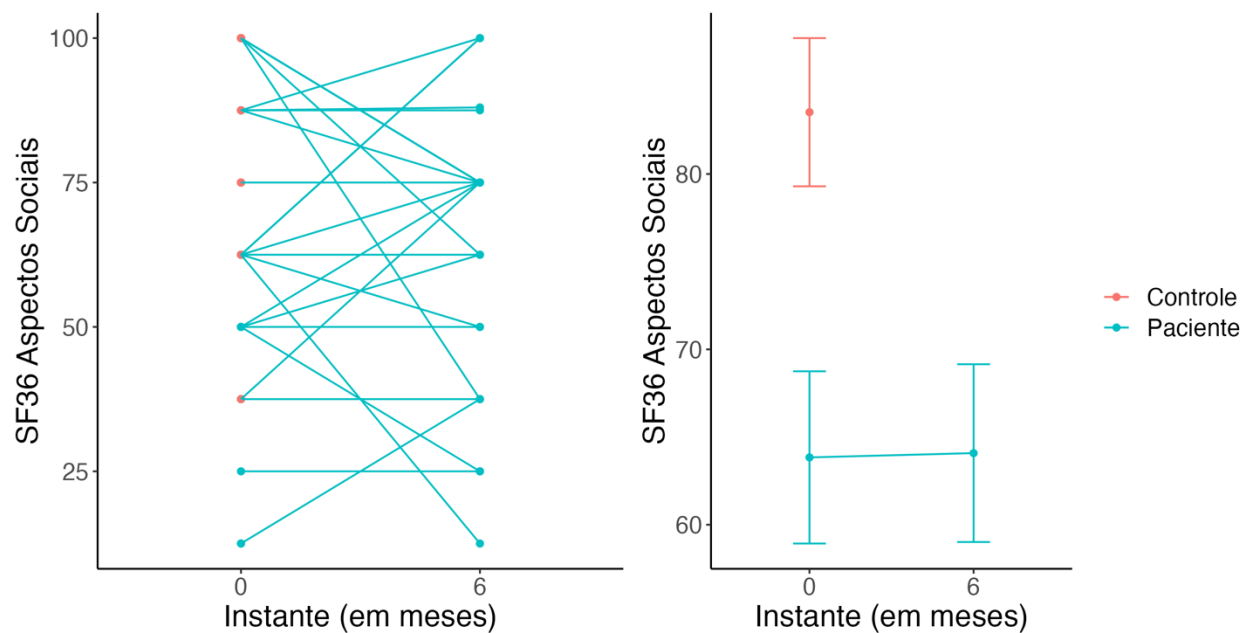 SF36 Aspectos Sociais
100
75
50
25
0 6
Instante (em meses)
SF36 Aspectos Sociais
80
70
60
0 6
Instante (em meses)
Controle
Paciente